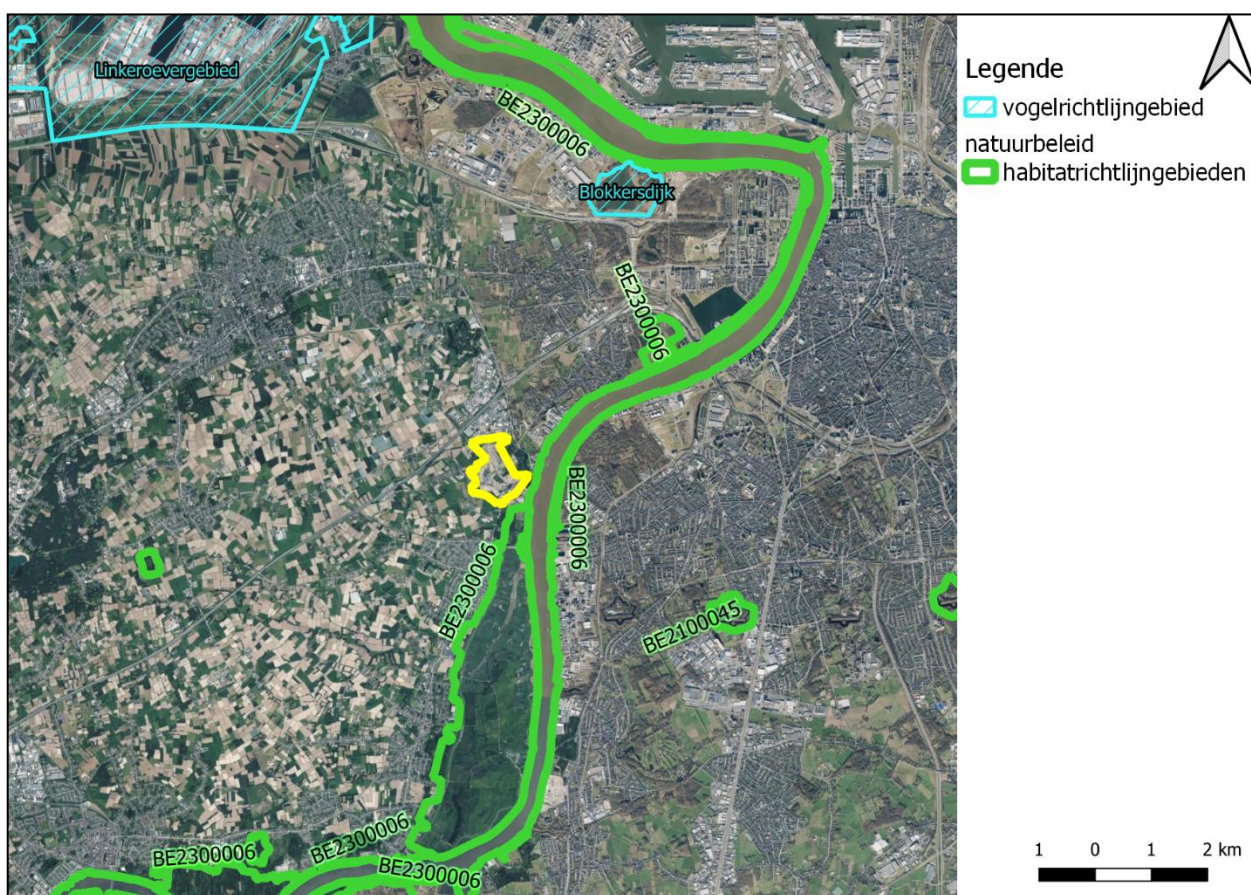 Linkeroevergebied
BE2300006
Blokkersdijk
BE2300006
BE2300006
BE2300006
BE2100045
BE2300006
BE2300006
BE2300006
Legende
vogelrichtlijngebied
natuurbeleid
habitatrichtlijngebieden
1 0 1 2 km